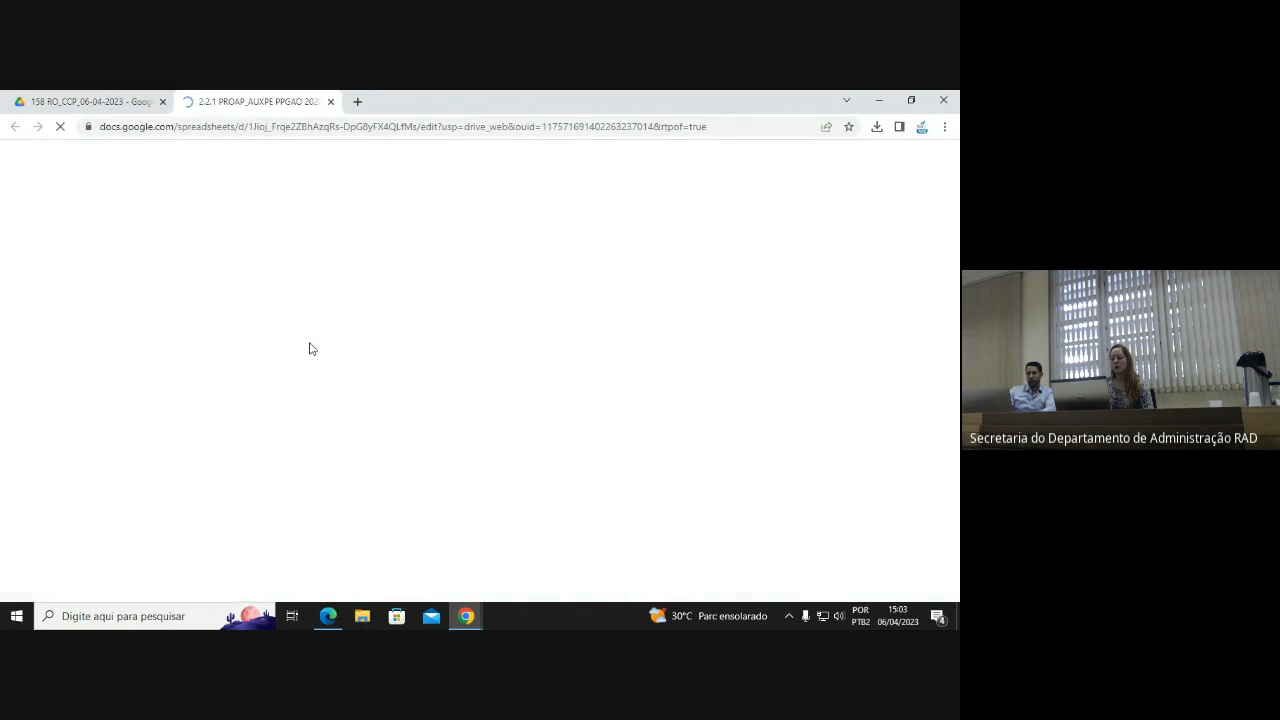 158 RO_CCP_06-04-2023 - Goog
2.2.1 PROAP_AUXPE PPGAO 202
docs.google.com/spreadsheets/d/1Jioj_Frqe2ZBhAzqRs-DpG8yFX4QLfMs/edit?usp=drive_web&ouid=117571691402263237014&rtpof=true
Secretaria do Departamento de Administração RAD
Digite aqui para pesquisar
30°C Parc ensolarado
POR
PTB2
15:03
06/04/2023
4